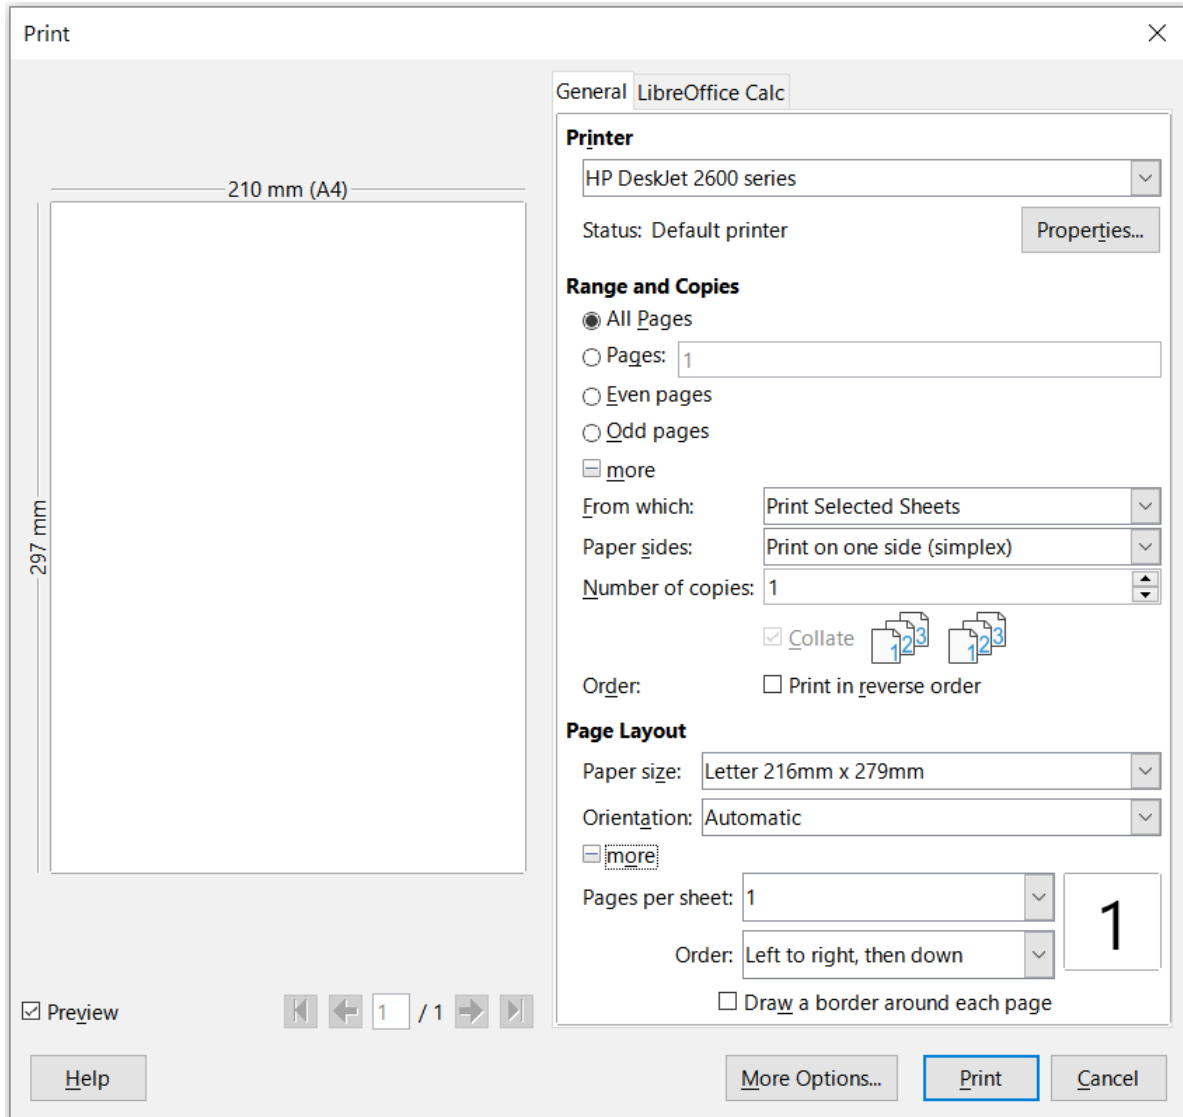 Print
General LibreOffice Calc
Printer
HP DeskJet 2600 series
Status: Default printer Properties...
Range and Copies
All Pages
Pages: 1
Even pages
Odd pages
more
From which: Print Selected Sheets
Paper sides: Print on one side (simplex)
Number of copies: 1
Collate 1 2 3 1 2 3
Order: Print in reverse order
Page Layout
Paper size: Letter 216mm x 279mm
Orientation: Automatic
more
Pages per sheet: 1
1
Order: Left to right, then down
Draw a border around each page
210 mm (A4)
297 mm
Preview 1 / 1
Help More Options... Print Cancel